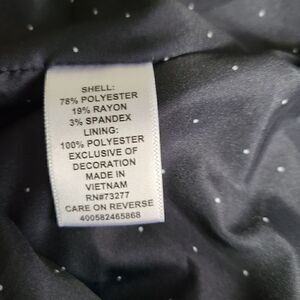 SHELL:
78% POLYESTER
19% RAYON
3% SPANDEX
LINING:
100% POLYESTER
EXCLUSIVE OF
DECORATION
MADE IN
VIETNAM
RN#73277
CARE ON REVERSE
400582465868